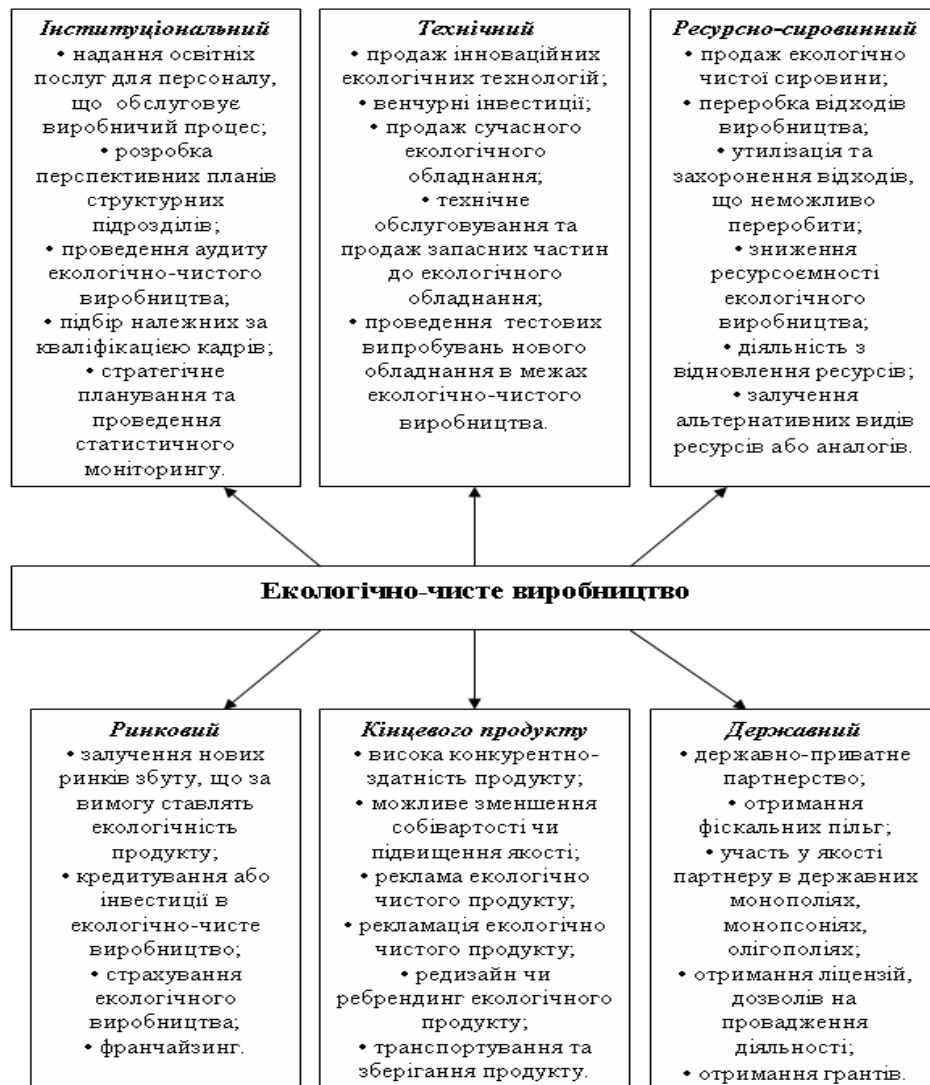 Інституціональний
• надання освітніх
послуг для персоналу,
що обслуговує
виробничий процес;
• розробка
перспективних планів
структурних
підрозділів;
• проведення аудиту
екологічно-чистого
виробництва;
• підбір належних за
кваліфікацією кадрів;
• стратегічне
планування та
проведення
статистичного
моніторингу.
Технічний
• продаж інноваційних
екологічних технологій;
• венчурні інвестиції;
• продаж сучасного
екологічного
обладнання;
• технічне
обслуговування та
продаж запасних частин
до екологічного
обладнання;
• проведення тестових
випробувань нового
обладнання в межах
екологічно-чистого
виробництва.
Ресурсно-сировинний
• продаж екологічно
чистої сировини;
• переробка відходів
виробництва;
• утилізація та
захоронення відходів,
що неможливо
переробити;
• зниження
ресурсоємності
екологічного
виробництва;
• діяльність з
відновлення ресурсів;
• залучення
альтернативних видів
ресурсів або аналогів.
Екологічно-чисте виробництво
Ринковий
• залучення нових
ринків збуту, що за
вимогу ставлять
екологічність
продукту;
• кредитування або
інвестиції в
екологічно-чисте
виробництво;
• страхування
екологічного
виробництва;
• франчайзинг.
Кінцевого продукту
• висока конкурентно-
здатність продукту;
• можливе зменшення
собівартості чи
підвищення якості;
• реклама екологічно
чистого продукту;
• рекламація екологічно
чистого продукту;
• редизайн чи
ребрендинг екологічного
продукту;
• транспортування та
зберігання продукту.
Державний
• державно-приватне
партнерство;
• отримання
фіскальних пільг;
• участь у якості
партнеру в державних
монополіях,
монопсоніях,
олігополіях;
• отримання ліцензій,
дозволів на
провадження
діяльності;
• отримання грантів.